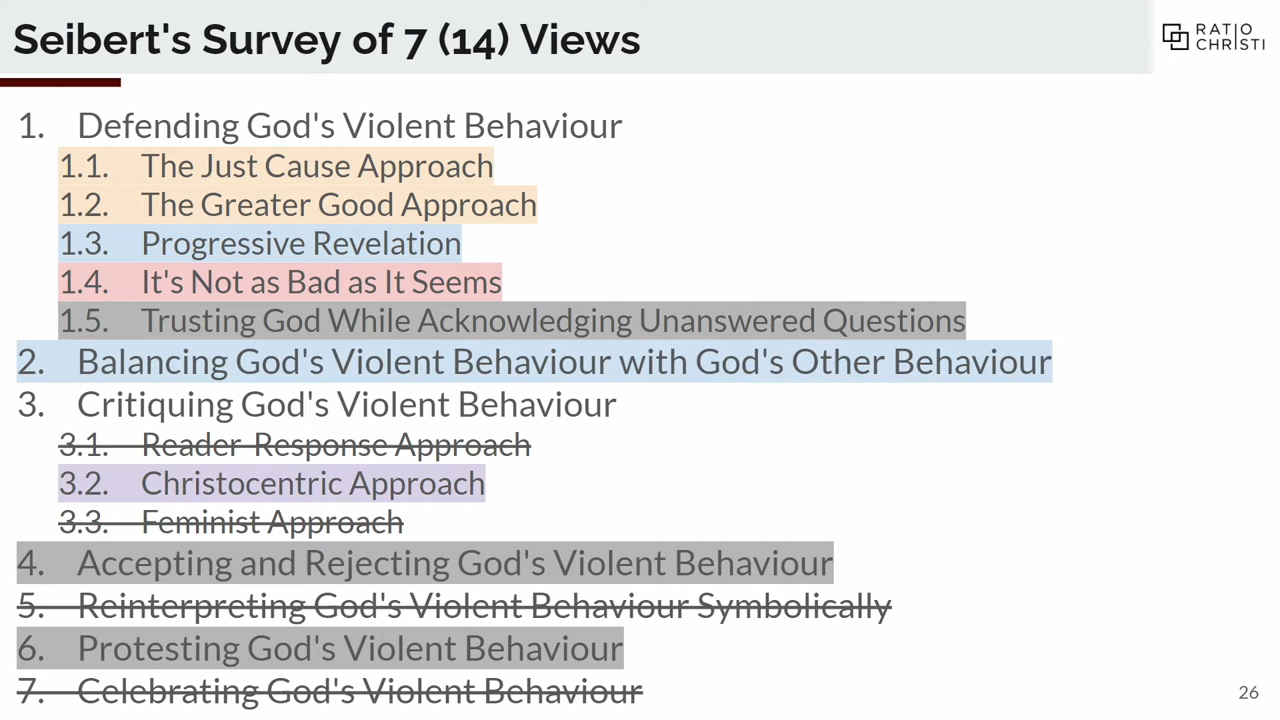 Seibert's Survey of 7 (14) Views
RATIO
CHRISTI
1. Defending God's Violent Behaviour
1.1. The Just Cause Approach
1.2. The Greater Good Approach
1.3. Progressive Revelation
1.4. It's Not as Bad as It Seems
1.5. Trusting God While Acknowledging Unanswered Questions
2. Balancing God's Violent Behaviour with God's Other Behaviour
3. Critiquing God's Violent Behaviour
3.1. Reader-Response Approach
3.2. Christocentric Approach
3.3. Feminist Approach
4. Accepting and Rejecting God's Violent Behaviour
5. Reinterpreting God's Violent Behaviour Symbolically
6. Protesting God's Violent Behaviour
7. Celebrating God's Violent Behaviour
26